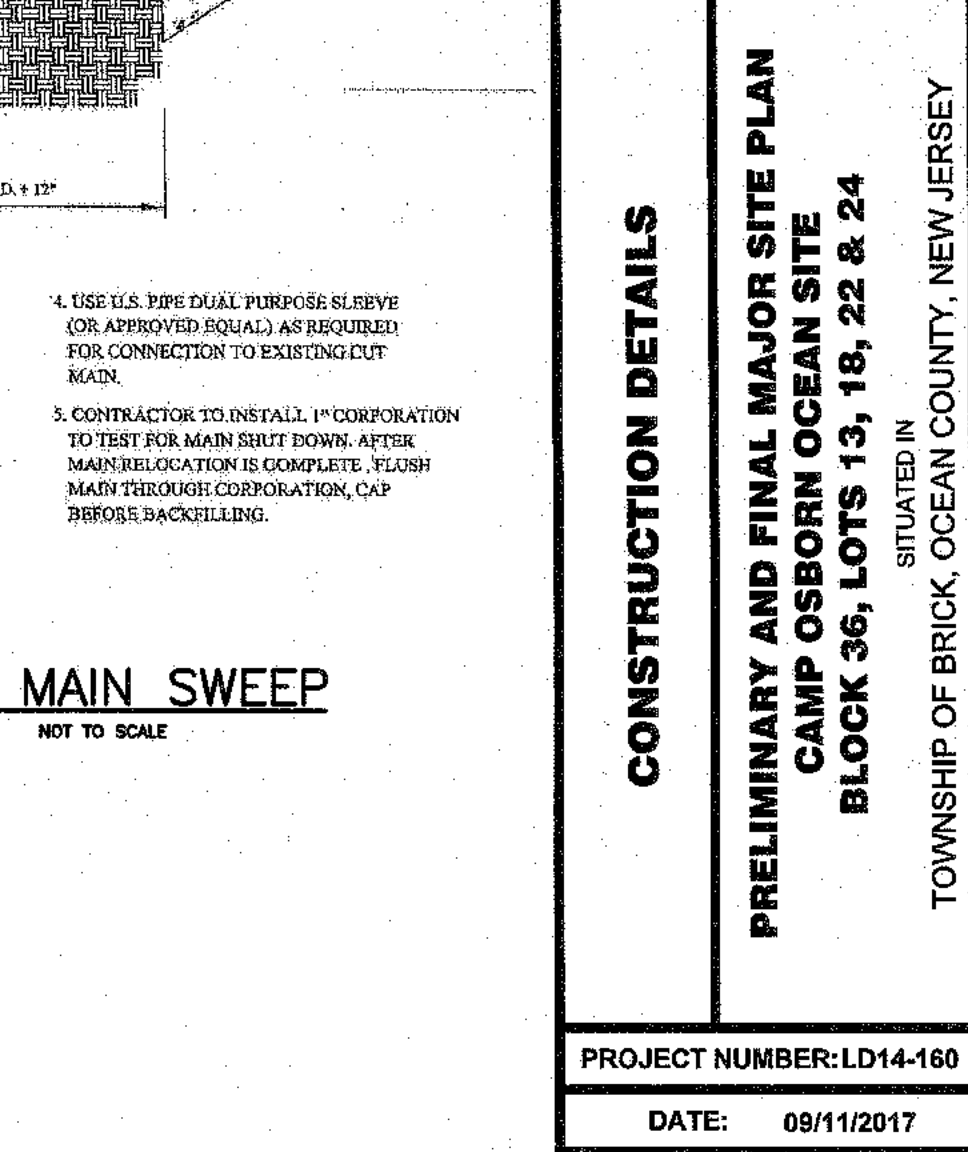 D. + 12"
4. USE U.S. PIPE DUAL PURPOSE SLEEVE
(OR APPROVED EQUAL) AS REQUIRED
FOR CONNECTION TO EXISTING CUT
MAIN.
5. CONTRACTOR TO INSTALL 1" CORPORATION
TO TEST FOR MAIN SHUT DOWN. AFTER
MAIN RELOCATION IS COMPLETE , FLUSH
MAIN THROUGH CORPORATION, CAP
BEFORE BACKFILLING.
MAIN SWEEP
NOT TO SCALE
CONSTRUCTION DETAILS
PRELIMINARY AND FINAL MAJOR SITE PLAN
CAMP OSBORN OCEAN SITE
BLOCK 36, LOTS 13, 18, 22 & 24
SITUATED IN
TOWNSHIP OF BRICK, OCEAN COUNTY, NEW JERSEY
PROJECT NUMBER: LD14-160
DATE: 09/11/2017